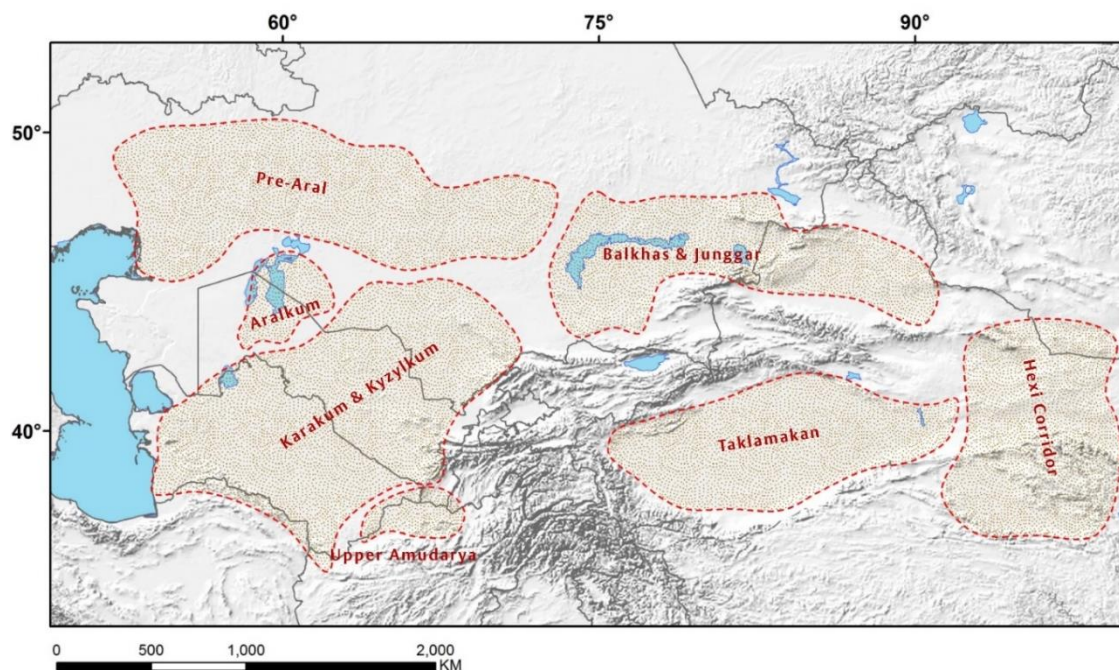 60° 75° 90°
50°
Pre-Aral
Balkhas & Junggar
Aralkum
Karakum & Kyzylkum
Hexi Corridor
40°
Taklamakan
Upper Amudarya
0 500 1,000 2,000
KM